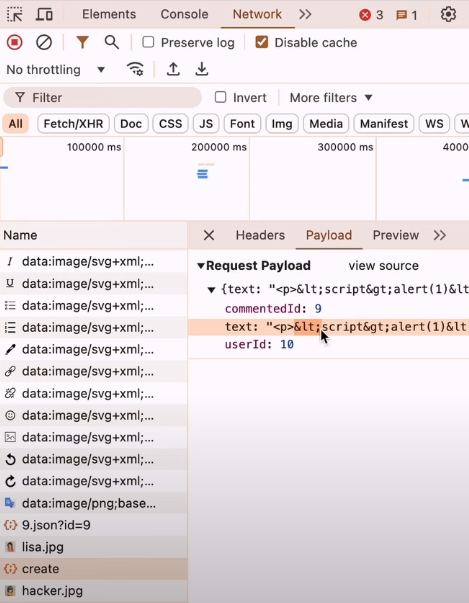 Elements Console Network 3 1
Preserve log Disable cache
No throttling
Filter Invert More filters
All Fetch/XHR Doc CSS JS Font Img Media Manifest WS W
100000 ms 200000 ms 300000 ms 4000
Name Headers Payload Preview
data:image/svg+xml;...
data:image/svg+xml;...
data:image/svg+xml;...
data:image/svg+xml;...
data:image/svg+xml;...
data:image/svg+xml;...
data:image/svg+xml;...
data:image/svg+xml;...
data:image/svg+xml;...
data:image/svg+xml;...
data:image/svg+xml;...
data:image/png;base...
9.json?id=9
lisa.jpg
create
hacker.jpg
Request Payload view source
{text: "<p>&lt;script&gt;alert(1)&lt
commentedId: 9
text: "<p>&lt;script&gt;alert(1)&lt
userId: 10